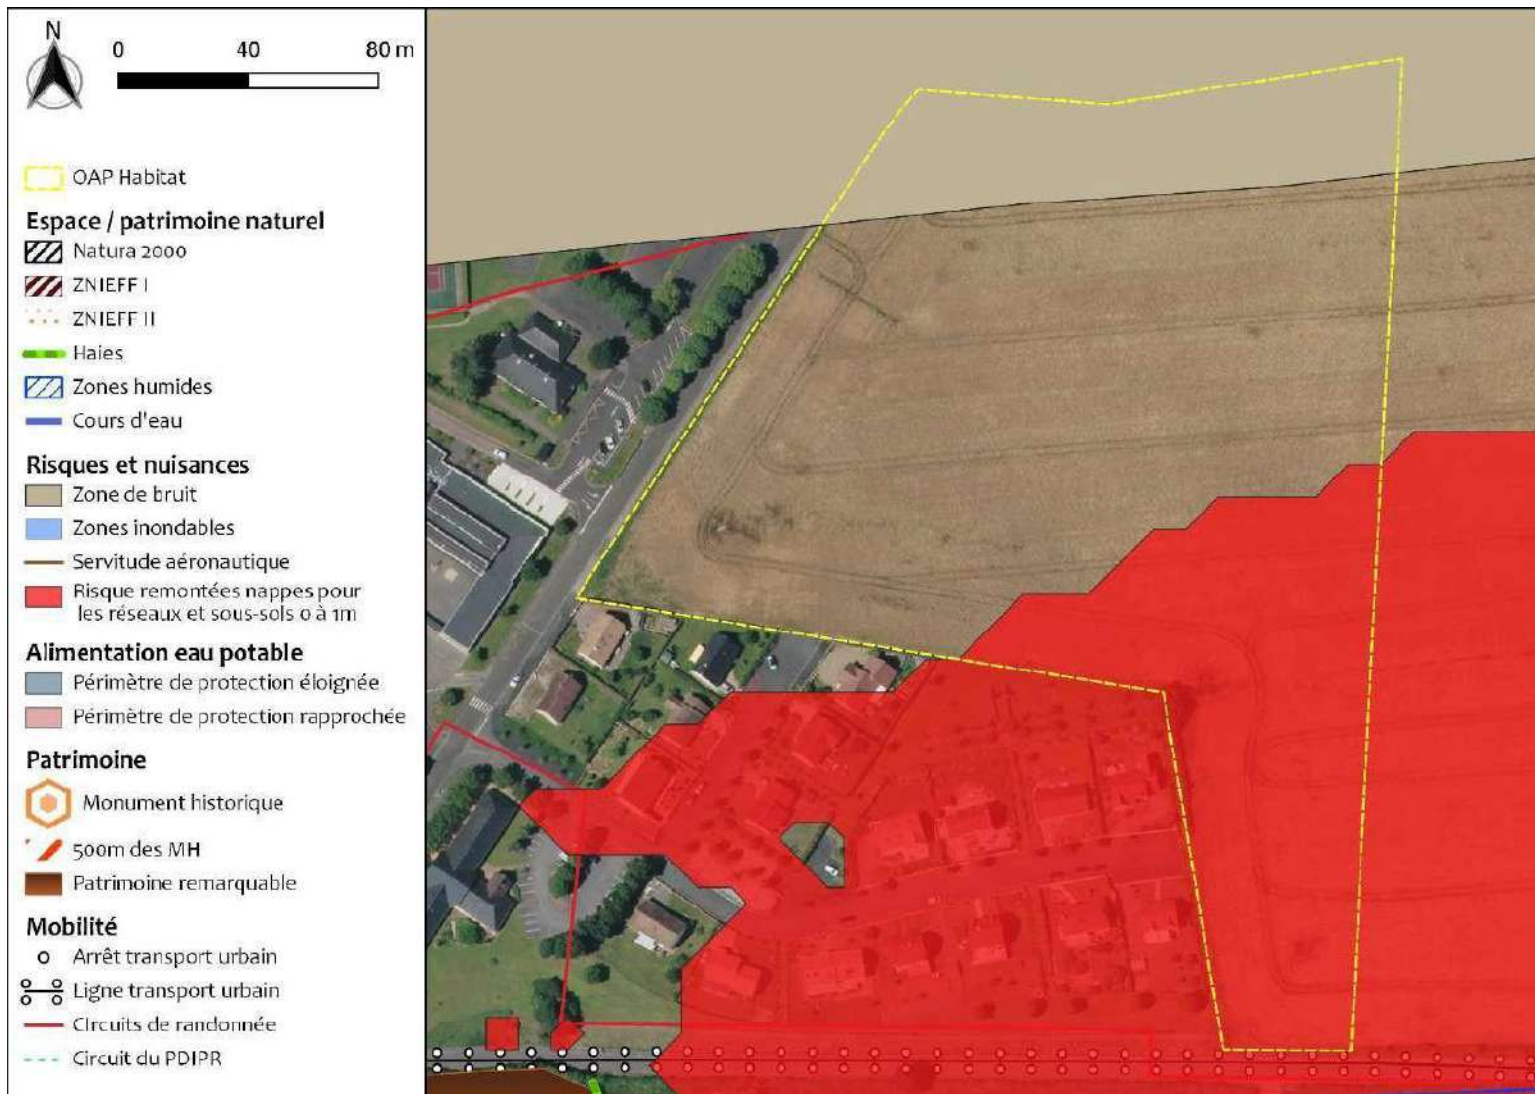 N
0 40 80 m
OAP Habitat
Espace / patrimoine naturel
Natura 2000
ZNIEFF I
ZNIEFF II
Haies
Zones humides
Cours d'eau
Risques et nuisances
Zone de bruit
Zones inondables
Servitude aéronautique
Risque remontées nappes pour
les réseaux et sous-sols 0 à 1m
Alimentation eau potable
Périmètre de protection éloignée
Périmètre de protection rapprochée
Patrimoine
Monument historique
500m des MH
Patrimoine remarquable
Mobilité
Arrêt transport urbain
Ligne transport urbain
CIrcuits de randonnée
Circuit du PDIPR